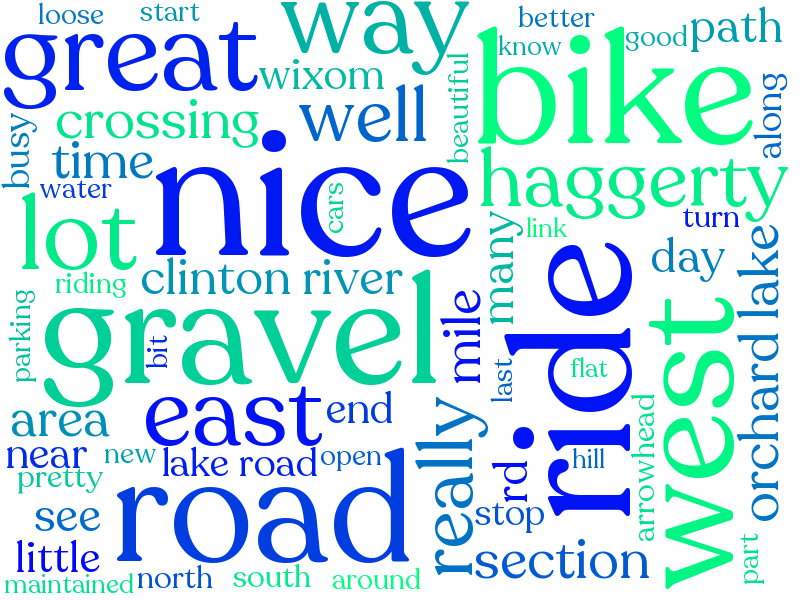 loose
start
way
better
know
good
path
great
wixom
bike
crossing
well
beautiful
along
busy
time
nice
haggerty
water
cars
lot
many
link
turn
riding
clinton river
day
ride
orchard lake
parking
gravel
bit
mile
last
flat
west
area
east
end
really
arrowhead
near
new
lake road
open
rd
hill
pretty
road
see
stop
little
section
part
maintained
north
south
around